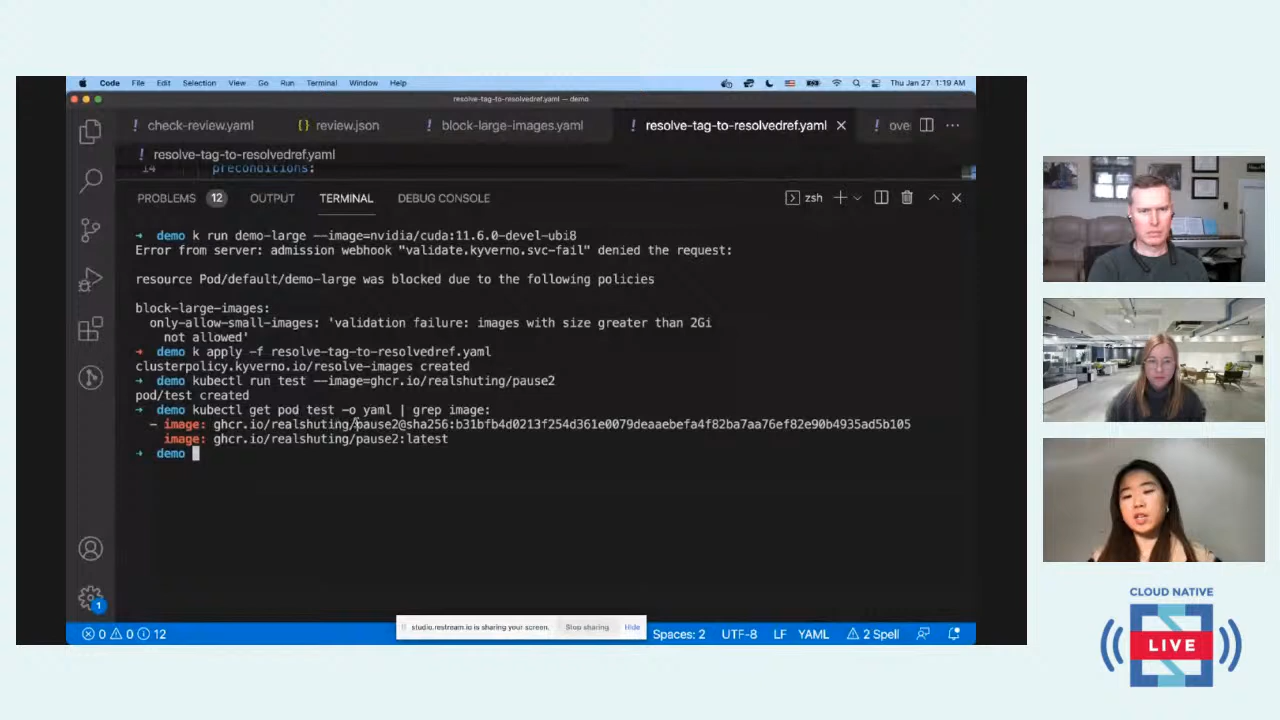 Code File Edit Selection View Go Run Terminal Window Help Thu Jan 27 1:19 AM
resolve-tag-to-resolvedref.yaml — demo
! check-review.yaml {} review.json ! block-large-images.yaml ! resolve-tag-to-resolvedref.yaml ! ove
! resolve-tag-to-resolvedref.yaml
14 preconditions:
PROBLEMS 12 OUTPUT TERMINAL DEBUG CONSOLE zsh
→ demo k run demo-large --image=nvidia/cuda:11.6.0-devel-ubi8
Error from server: admission webhook "validate.kyverno.svc-fail" denied the request:
resource Pod/default/demo-large was blocked due to the following policies
block-large-images:
only-allow-small-images: 'validation failure: images with size greater than 2Gi
not allowed'
→ demo k apply -f resolve-tag-to-resolvedref.yaml
clusterpolicy.kyverno.io/resolve-images created
→ demo kubectl run test --image=ghcr.io/realshuting/pause2
pod/test created
→ demo kubectl get pod test -o yaml | grep image:
- image: ghcr.io/realshuting/pause2@sha256:b31bfb4d0213f254d361e0079deaaebefa4f82ba7aa76ef82e90b4935ad5b105
image: ghcr.io/realshuting/pause2:latest
→ demo
1
studio.restream.io is sharing your screen. Stop sharing Hide
0 0 12 Spaces: 2 UTF-8 LF YAML 2 Spell
CLOUD NATIVE
LIVE